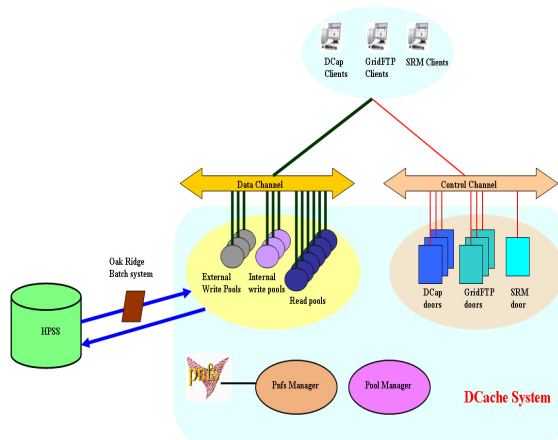 DCap
Clients
GridFTP
Clients
SRM Clients
Data Channel
Control Channel
Oak Ridge
Batch system
External
Write Pools
Internal
write pools
Read pools
DCap
doors
GridFTP
doors
SRM
door
HPSS
pnfs
Pnfs Manager
Pool Manager
DCache System